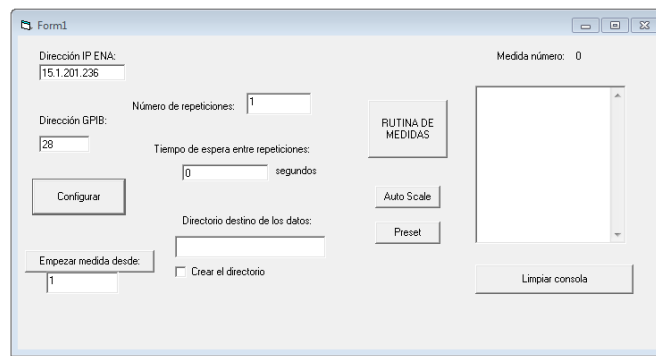 Form1
Dirección IP ENA:
15.1.201.236
Medida número: 0
Número de repeticiones: 1
Dirección GPIB:
28
RUTINA DE
MEDIDAS
Tiempo de espera entre repeticiones:
0 segundos
Configurar
Auto Scale
Directorio destino de los datos:
Preset
Empezar medida desde:
1
Crear el directorio
Limpiar consola